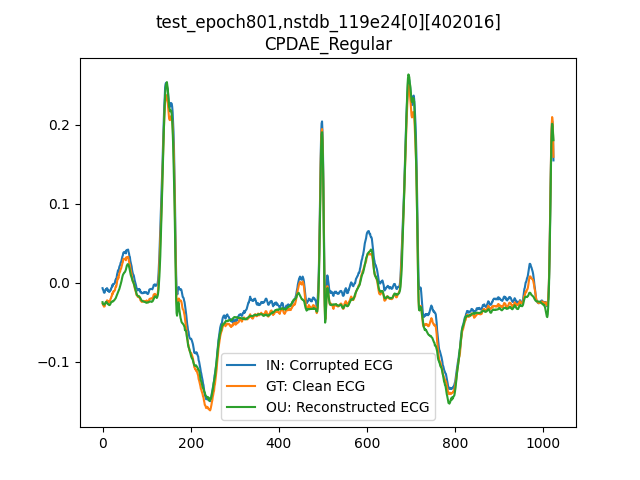 test_epoch801,nstdb_119e24[0][402016]
CPDAE_Regular
0.2
0.1
0.0
−0.1
IN: Corrupted ECG
GT: Clean ECG
OU: Reconstructed ECG
0 200 400 600 800 1000